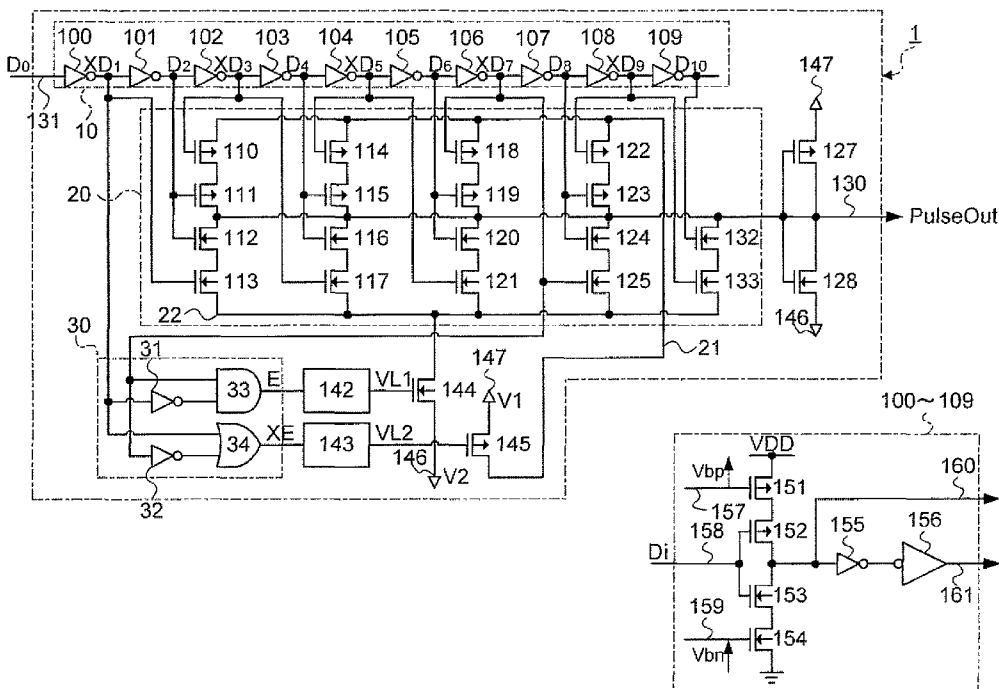 100 101 102 103 104 105 106 107 108 109 1
D0 XD1 D2 XD3 D4 XD5 D6 XD7 D8 XD9 D10
131 147
10
110 114 118 122 127
20 111 115 119 123 130
PulseOut
112 116 120 124 132
113 117 121 125 133 128
22 146
30 21
31 147
33 E 142 VL1 144 V1
34 XE 143 VL2 145
146 V2
32
100~109
VDD
Vbp 151 160
157
158 152 155 156
Di
153 161
159
154
Vbn